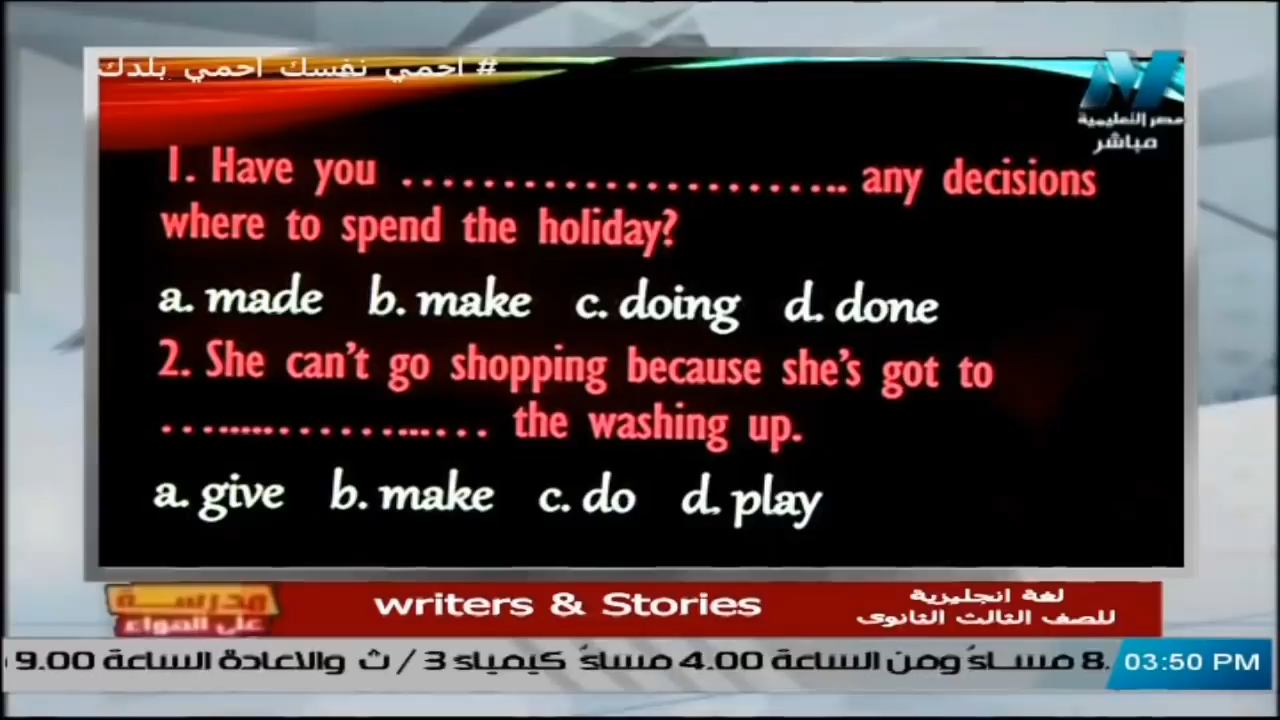 # احمي نفسك احمي بلدك
مصر التعليمية
مباشر
1. Have you ........................... any decisions
where to spend the holiday?
a. made b. make c. doing d. done
2. She can't go shopping because she's got to
........................ the washing up.
a. give b. make c. do d. play
مدرسة
على الهواء
writers & Stories
لغة انجليزية
للصف الثالث الثانوى
8. مساءً ومن الساعة 4.00 مساءً كيمياء 3 / ث والاعادة الساعة 9.00
03:50 PM